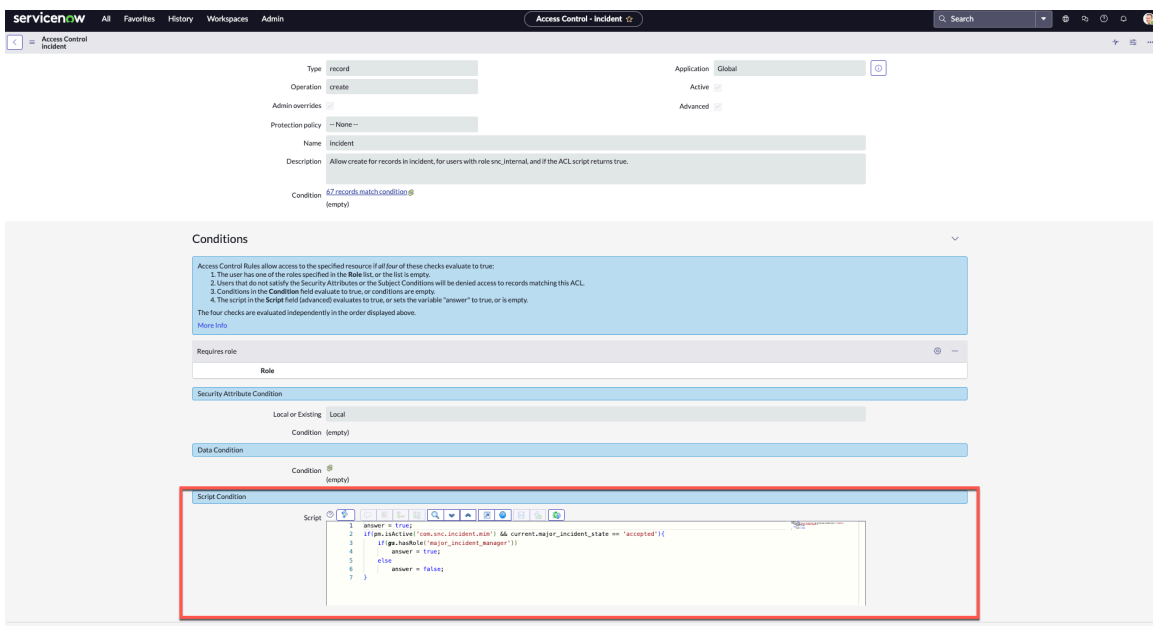 servicenow All Favorites History Workspaces Admin Access Control - incident Search
Access Control
incident
Type record Application Global
Operation create Active
Admin overrides Advanced
Protection policy -- None --
Name incident
Description Allow create for records in incident, for users with role snc_internal, and if the ACL script returns true.
Condition 67 records match condition
(empty)
Conditions
Access Control Rules allow access to the specified resource if all four of these checks evaluate to true:
1. The user has one of the roles specified in the Role list, or the list is empty.
2. Users that do not satisfy the Security Attributes or the Subject Conditions will be denied access to records matching this ACL.
3. Conditions in the Condition field evaluate to true, or conditions are empty.
4. The script in the Script field (advanced) evaluates to true, or sets the variable "answer" to true, or is empty.
The four checks are evaluated independently in the order displayed above.
More Info
Requires role
Role
Security Attribute Condition
Local or Existing Local
Condition (empty)
Data Condition
Condition
(empty)
Script Condition
Script
1 answer = true;
2 if(pm.isActive('com.snc.incident.mim') && current.major_incident_state == 'accepted'){
3 if(gs.hasRole('major_incident_manager'))
4 answer = true;
5 else
6 answer = false;
7 }